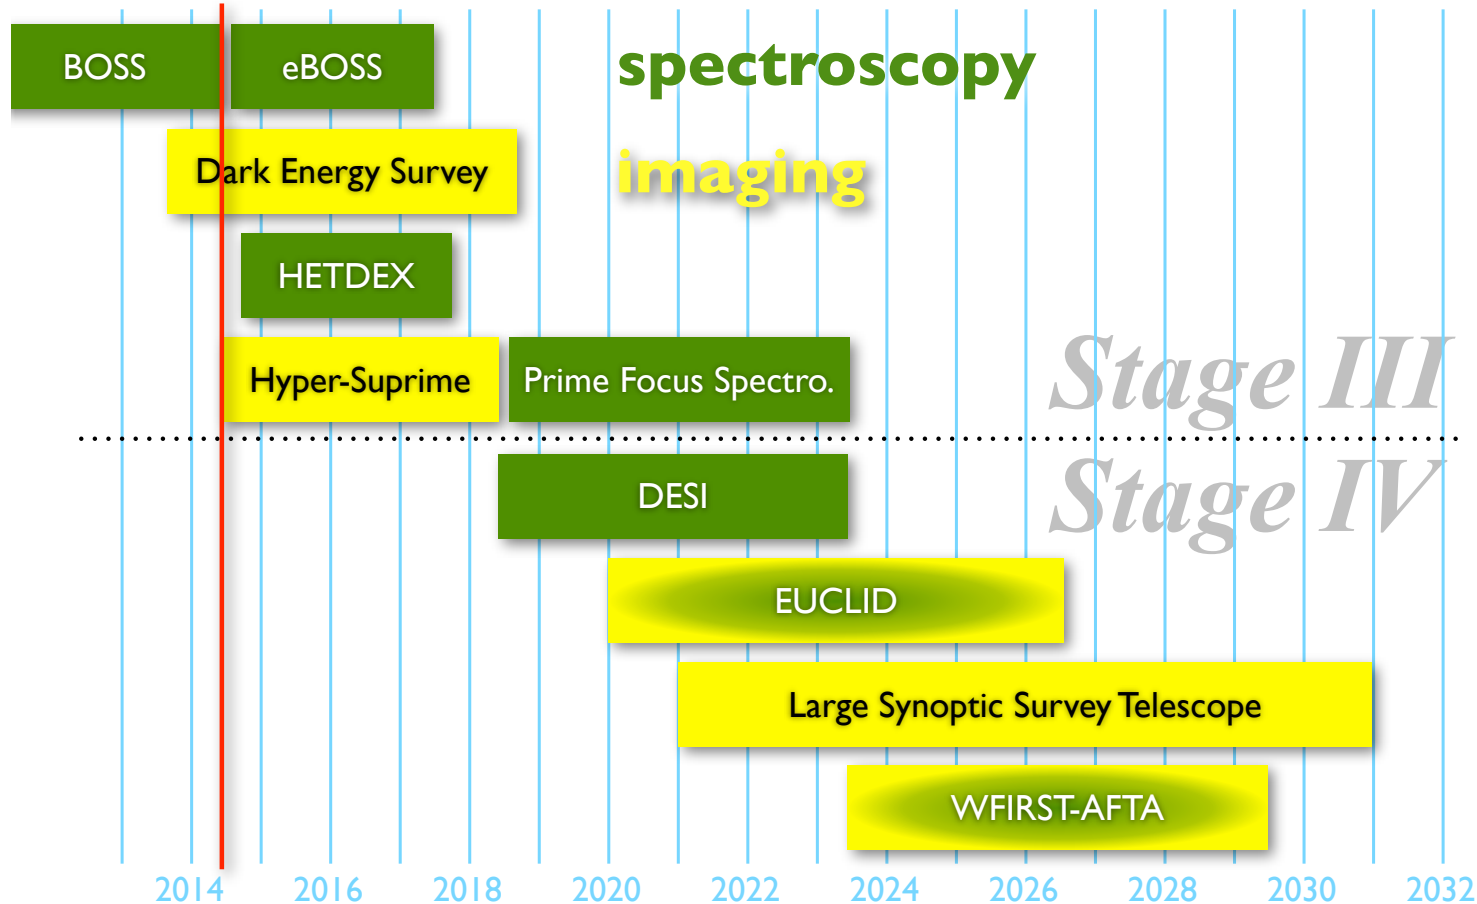 BOSS
eBOSS
spectroscopy
Dark Energy Survey
imaging
HETDEX
Hyper-Suprime
Prime Focus Spectro.
Stage III
DESI
Stage IV
EUCLID
Large Synoptic Survey Telescope
WFIRST-AFTA
2014 2016 2018 2020 2022 2024 2026 2028 2030 2032